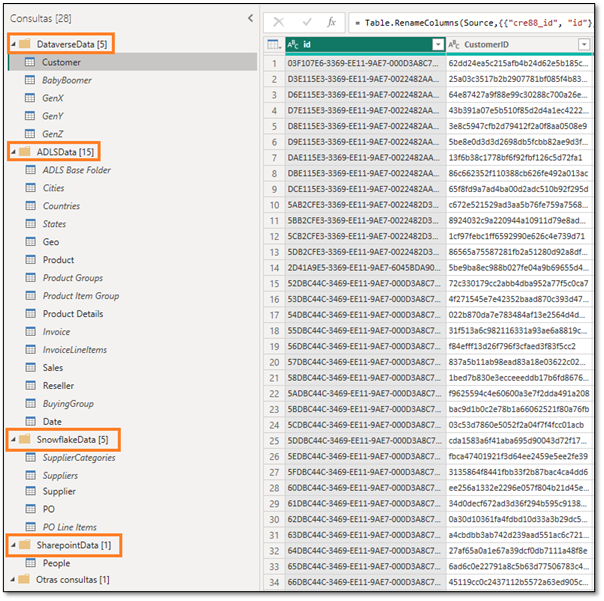 Consultas [28]
DataverseData [5]
Customer
BabyBoomer
GenX
GenY
GenZ
ADLSData [15]
ADLS Base Folder
Cities
Countries
States
Geo
Product
Product Groups
Product Item Group
Product Details
Invoice
InvoiceLineItems
Sales
Reseller
BuyingGroup
Date
SnowflakeData [5]
SupplierCategories
Suppliers
Supplier
PO
PO Line Items
SharepointData [1]
People
Outras consultas [1]
fx = Table.RenameColumns(Source,{{"cre88_id", "id"},
id CustomerID
1 03F107E6-3369-EE11-9AE7-000D3A8C7... 62dd24ea5c215afb4b24d62e5b185c...
2 D3E115E3-3369-EE11-9AE7-0022482AA... 25a03c3517b2b2907781bf085f4b83...
3 D6E115E3-3369-EE11-9AE7-0022482AA... 64e87427a9f88e99c30288c700a26e...
4 D7E115E3-3369-EE11-9AE7-0022482AA... 43b391a07e5b510f85d2d4a1ec4222...
5 D8E115E3-3369-EE11-9AE7-0022482AA... 3e8c5947cfb2d79412f2a0f8aa0508e9
6 D9E115E3-3369-EE11-9AE7-0022482AA... 5be8e0d3d3d2698db5fcbb82ae9d3f...
7 DAE115E3-3369-EE11-9AE7-0022482AA... 13f6b38c1778bf6f92fbf126c5d72fa1
8 DBE115E3-3369-EE11-9AE7-0022482AA... 86c662352f110388cb626fe492a013ac
9 DCE115E3-3369-EE11-9AE7-0022482AA... 65f8fd9a7ad4ba00d2adc510b92f295d
10 5AB2CFE3-3369-EE11-9AE7-0022482D3... c672e521529ad3aa5b76fe759a7568...
11 5BB2CFE3-3369-EE11-9AE7-0022482D3... 8924032c9a220944a10911d79e8ad...
12 5CB2CFE3-3369-EE11-9AE7-0022482D3... 1cf97febc1ff6592990e626c4e739d71
13 5DB2CFE3-3369-EE11-9AE7-0022482D3... 86565a75587281fb2a51280d92a8df...
14 2D41A9E5-3369-EE11-9AE7-6045BDA90... 5be9ba8ec988b027fe04a9b69655d4...
15 52DBC44C-3469-EE11-9AE7-000D3A8C7... 72c330179cc2abb4dba952a77f5c0ca7
16 53DBC44C-3469-EE11-9AE7-000D3A8C7... 4f271545e7e42352baad870c393d47...
17 54DBC44C-3469-EE11-9AE7-000D3A8C7... 022b870da7e783484af13e2564d4d...
18 55DBC44C-3469-EE11-9AE7-000D3A8C7... 31f513a6c982116331a93ae6a8819c...
19 56DBC44C-3469-EE11-9AE7-000D3A8C7... f84efff13d26f796f3cfaed3f83f5cc2
20 57DBC44C-3469-EE11-9AE7-000D3A8C7... 837a5b11ab98ead83a18e03622c02...
21 58DBC44C-3469-EE11-9AE7-000D3A8C7... 1bed7b830e3ecceeeddb17b6fd8676...
22 5ADBC44C-3469-EE11-9AE7-000D3A8C7... f9625594c4e60600d3a3e7f2dda491a208
23 5BDBC44C-3469-EE11-9AE7-000D3A8C7... bac9d1b0c2e78b1a66062521f80a76fb
24 5CDBC44C-3469-EE11-9AE7-000D3A8C7... 03c53d7860e5052f2a04f7f4fcc01acb
25 5DDBC44C-3469-EE11-9AE7-000D3A8C7... cda1583a6f41aba695d90043d72f17...
26 5EDBC44C-3469-EE11-9AE7-000D3A8C7... fbca47401921f3d64ee2459e5ee2fe39
27 5FDBC44C-3469-EE11-9AE7-000D3A8C7... 3135864f8441fbb33f2b87bac4ca4dd6
28 60DBC44C-3469-EE11-9AE7-000D3A8C7... ee256a1332e2296e057f804b21d45e...
29 61DBC44C-3469-EE11-9AE7-000D3A8C7... 34d0decf672ad3d36f294b595c9138...
30 62DBC44C-3469-EE11-9AE7-000D3A8C7... 0a30d10361fa4fdbd10d33a3b29dc5...
31 63DBC44C-3469-EE11-9AE7-000D3A8C7... a4cbdbb3ab742d239aad551ac6c721...
32 64DBC44C-3469-EE11-9AE7-000D3A8C7... 27af65a0a1e67a39dcf0db7111a48f8e
33 65DBC44C-3469-EE11-9AE7-000D3A8C7... 6ad6c0e22791a8c5b63d77506783c4...
34 66DBC44C-3469-EE11-9AE7-000D3A8C7... 45119cc0c2437112b5572a63ed905c...